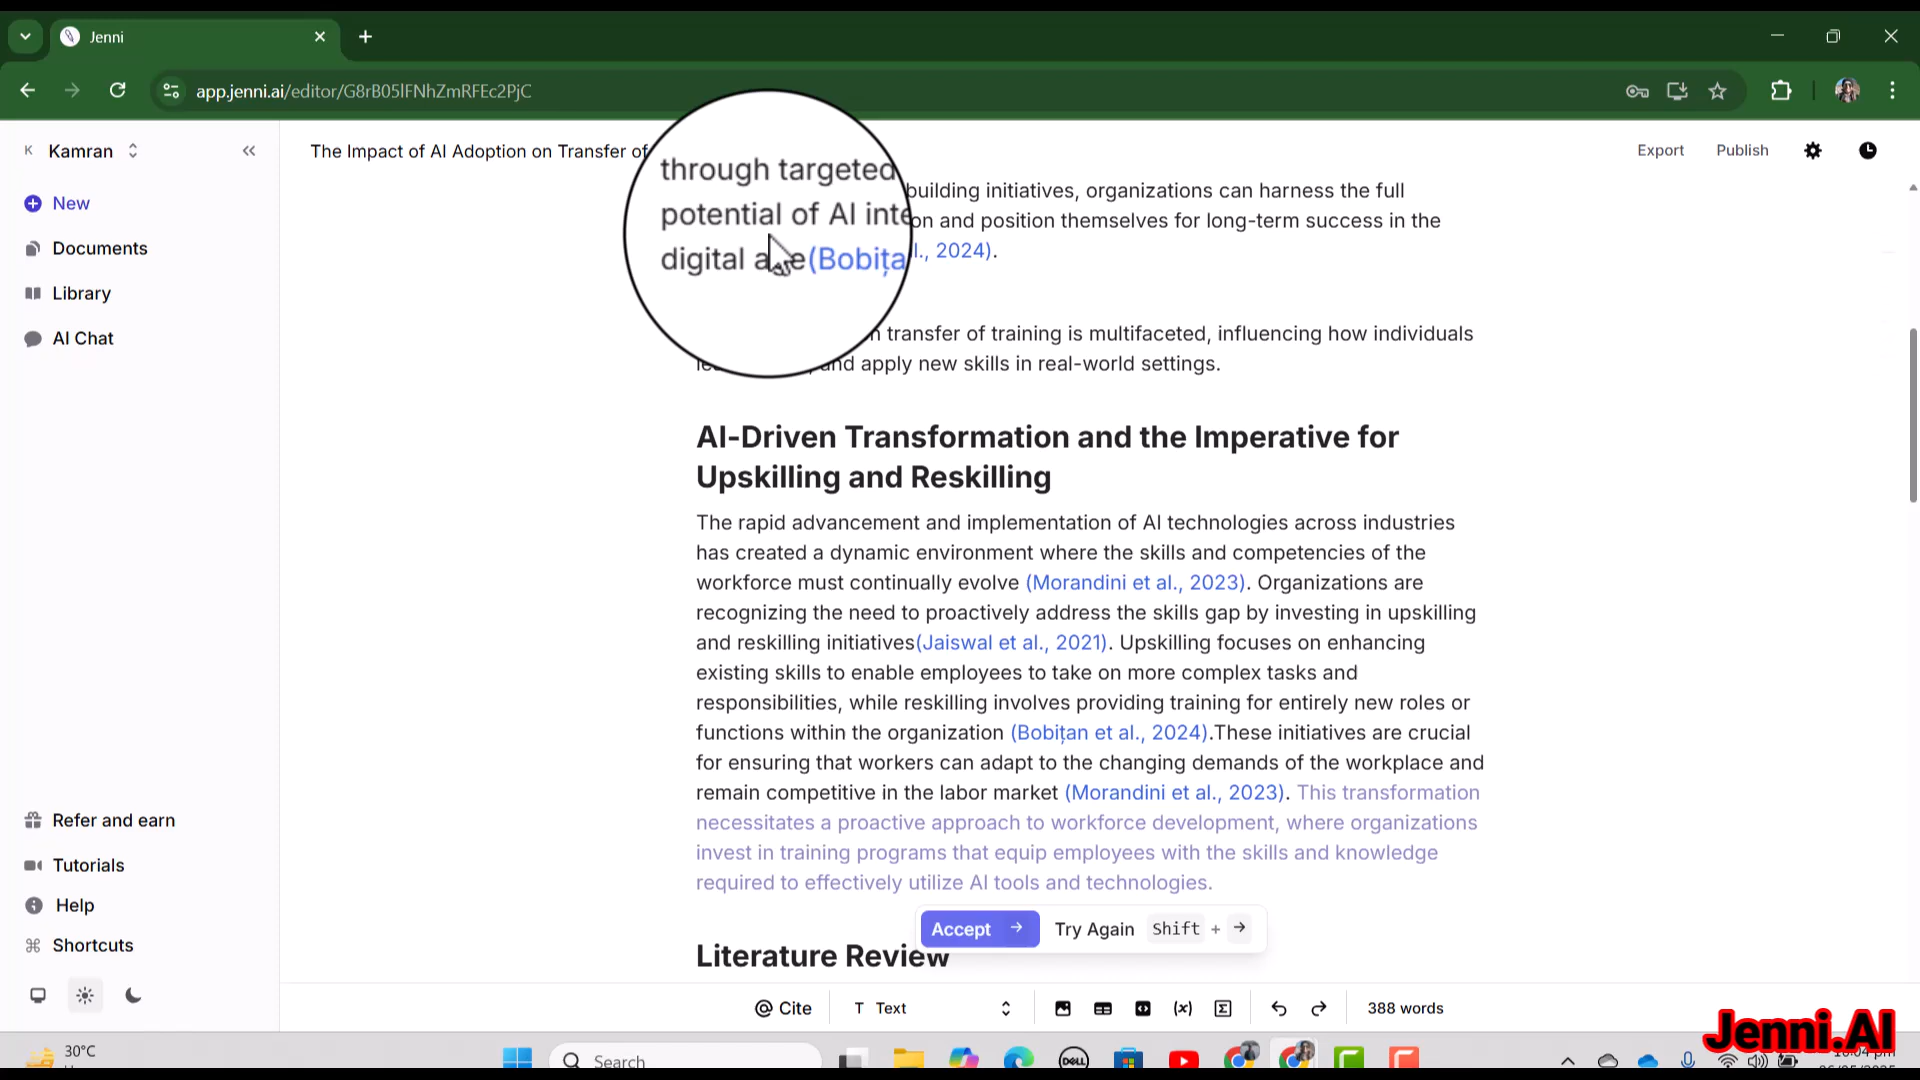 Jenni
app.jenni.ai/editor/G8rB05lFNhZmRFEc2PjC
K Kamran
The Impact of AI Adoption on Transfer of
Export
Publish
New
Documents
Library
AI Chat
through targeted building initiatives, organizations can harness the full
potential of AI inte on and position themselves for long-term success in the
digital a e(Bobița l., 2024).
n transfer of training is multifaceted, influencing how individuals
and apply new skills in real-world settings.
AI-Driven Transformation and the Imperative for
Upskilling and Reskilling
The rapid advancement and implementation of AI technologies across industries
has created a dynamic environment where the skills and competencies of the
workforce must continually evolve (Morandini et al., 2023). Organizations are
recognizing the need to proactively address the skills gap by investing in upskilling
and reskilling initiatives(Jaiswal et al., 2021). Upskilling focuses on enhancing
existing skills to enable employees to take on more complex tasks and
responsibilities, while reskilling involves providing training for entirely new roles or
functions within the organization (Bobițan et al., 2024).These initiatives are crucial
for ensuring that workers can adapt to the changing demands of the workplace and
remain competitive in the labor market (Morandini et al., 2023). This transformation
necessitates a proactive approach to workforce development, where organizations
invest in training programs that equip employees with the skills and knowledge
required to effectively utilize AI tools and technologies.
Accept → Try Again Shift + →
Literature Review
Refer and earn
Tutorials
Help
Shortcuts
@ Cite
T Text
(x)
388 words
Jenni.AI
30°C
Search
DELL